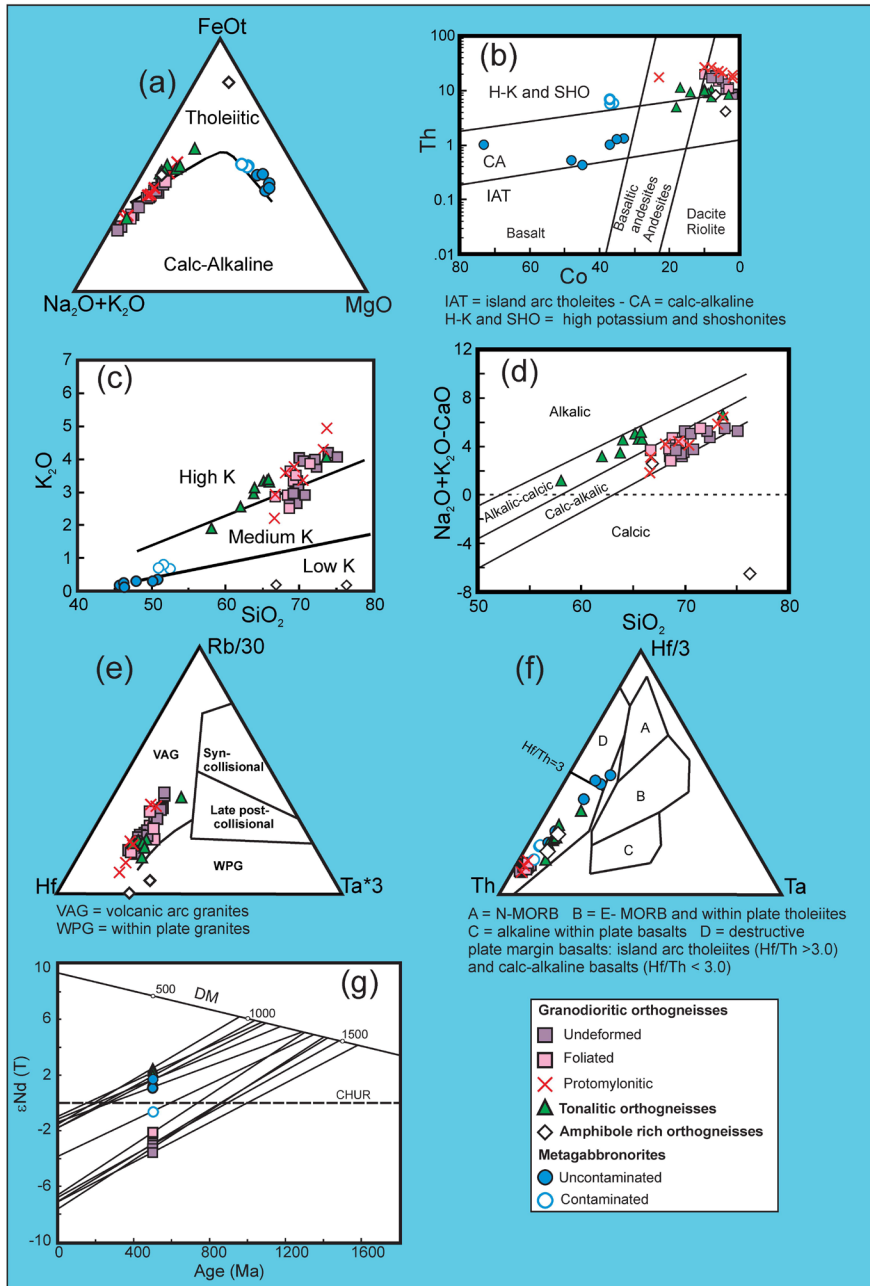 FeOt
(a)
Tholeiitic
Calc-Alkaline
Na₂O+K₂O
MgO
(b)
100
10
1
.1
.01
Th
H-K and SHO
CA
IAT
Basalt
Basaltic
andesites
Andesites
Dacite
Riolite
80
60
40
20
0
Co
IAT = island arc tholeites - CA = calc-alkaline
H-K and SHO = high potassium and shoshonites
(c)
7
6
5
4
3
2
1
0
K₂O
High K
Medium K
Low K
40
50
60
70
80
SiO₂
(d)
12
8
4
0
-4
-8
Na₂O+K₂O-CaO
Alkalic
Alkalic-calcic
Calc-alkalic
Calcic
50
60
70
80
SiO₂
(e)
Rb/30
VAG
Syn-
collisional
Late post-
collisional
WPG
Hf
Ta*3
VAG = volcanic arc granites
WPG = within plate granites
(f)
Hf/3
D
A
Hf/Th=3
B
C
Th
Ta
A = N-MORB B = E- MORB and within plate tholeiites
C = alkaline within plate basalts D = destructive
plate margin basalts: island arc tholeiites (Hf/Th >3.0)
and calc-alkaline basalts (Hf/Th < 3.0)
(g)
10
6
2
-2
-6
-10
εNd (T)
500
DM
1000
1500
CHUR
0
400
800
1200
1600
Age (Ma)
Granodioritic orthogneisses
Undeformed
Foliated
Protomylonitic
Tonalitic orthogneisses
Amphibole rich orthogneisses
Metagabbronorites
Uncontaminated
Contaminated